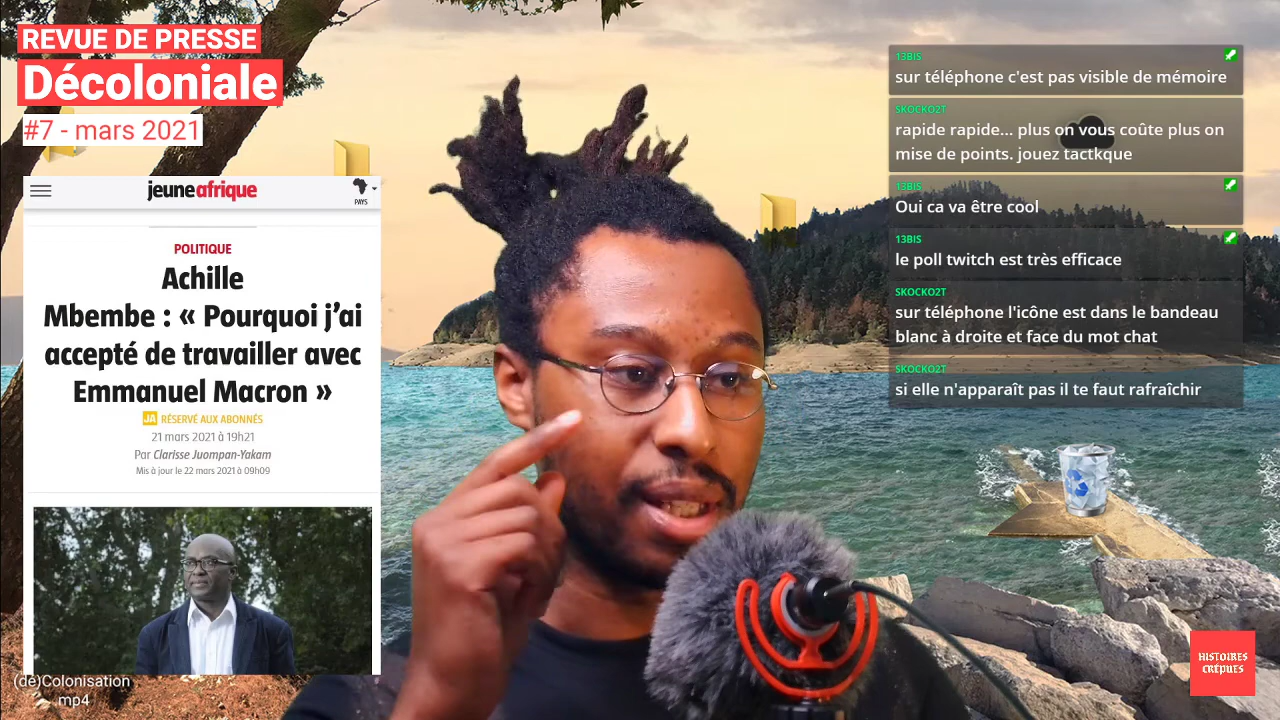 REVUE DE PRESSE
Décoloniale
#7 - mars 2021
jeuneafrique
PAYS
POLITIQUE
Achille
Mbembe : « Pourquoi j'ai
accepté de travailler avec
Emmanuel Macron »
JA RÉSERVÉ AUX ABONNÉS
21 mars 2021 à 19h21
Par Clarisse Juompan-Yakam
Mis à jour le 22 mars 2021 à 09h09
(de)Colonisation
mp4
13BIS
sur téléphone c'est pas visible de mémoire
SKOCKO2T
rapide rapide... plus on vous coûte plus on
mise de points. jouez tactkque
13BIS
Oui ca va être cool
13BIS
le poll twitch est très efficace
SKOCKO2T
sur téléphone l'icône est dans le bandeau
blanc à droite et face du mot chat
SKOCKO2T
si elle n'apparaît pas il te faut rafraîchir
HISTOIRES
CRÉPUES